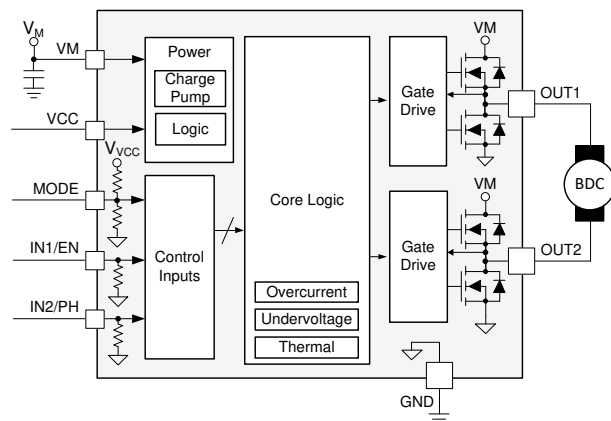 VM
VM
Power
Charge
Pump
Logic
VCC
VVCC
MODE
IN1/EN
IN2/PH
Control
Inputs
Core Logic
Overcurrent
Undervoltage
Thermal
VM
Gate
Drive
OUT1
BDC
VM
Gate
Drive
OUT2
GND